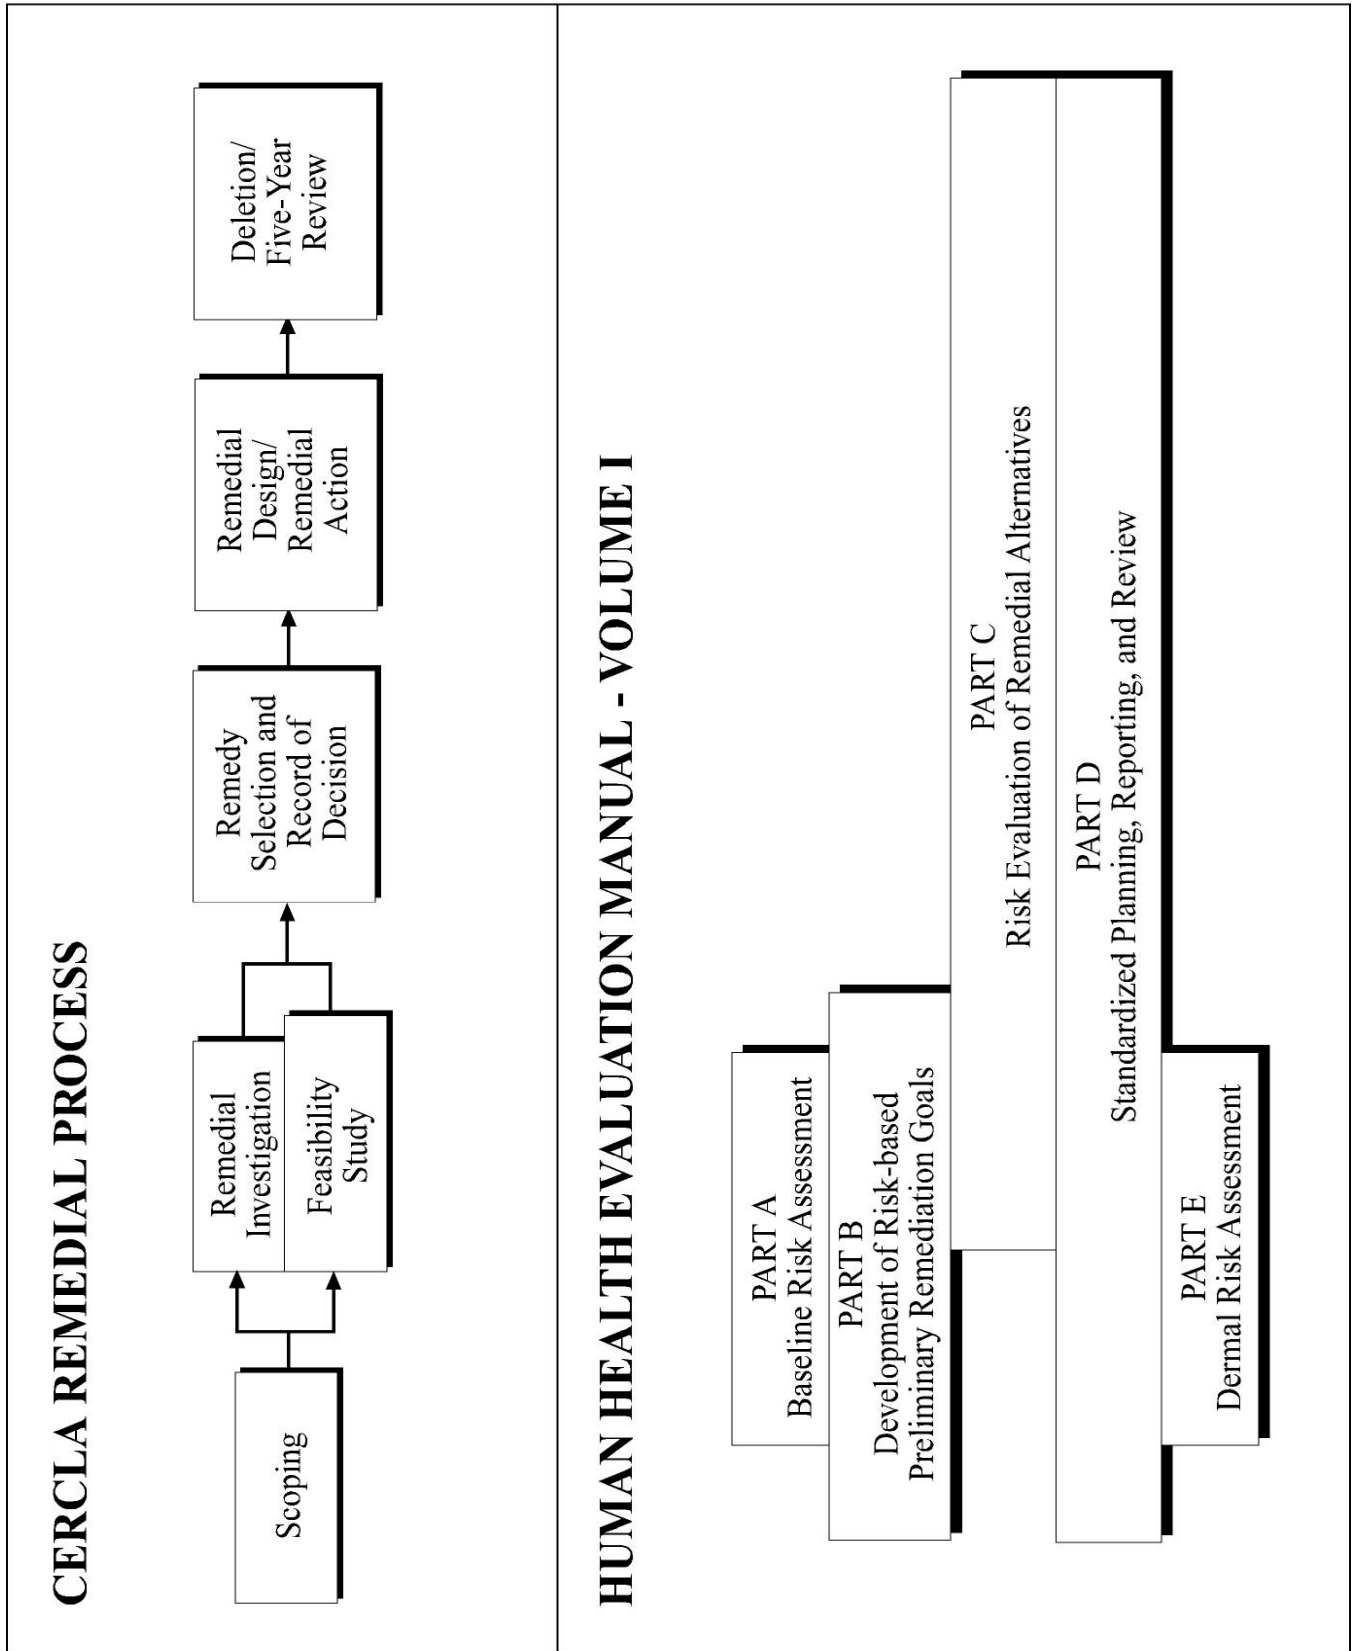 CERCLA REMEDIAL PROCESS
Scoping
Remedial
Investigation
Feasibility
Study
Remedy
Selection and
Record of
Decision
Remedial
Design/
Remedial
Action
Deletion/
Five-Year
Review
HUMAN HEALTH EVALUATION MANUAL - VOLUME I
PART A
Baseline Risk Assessment
PART B
Development of Risk-based
Preliminary Remediation Goals
PART C
Risk Evaluation of Remedial Alternatives
PART D
Standardized Planning, Reporting, and Review
PART E
Dermal Risk Assessment